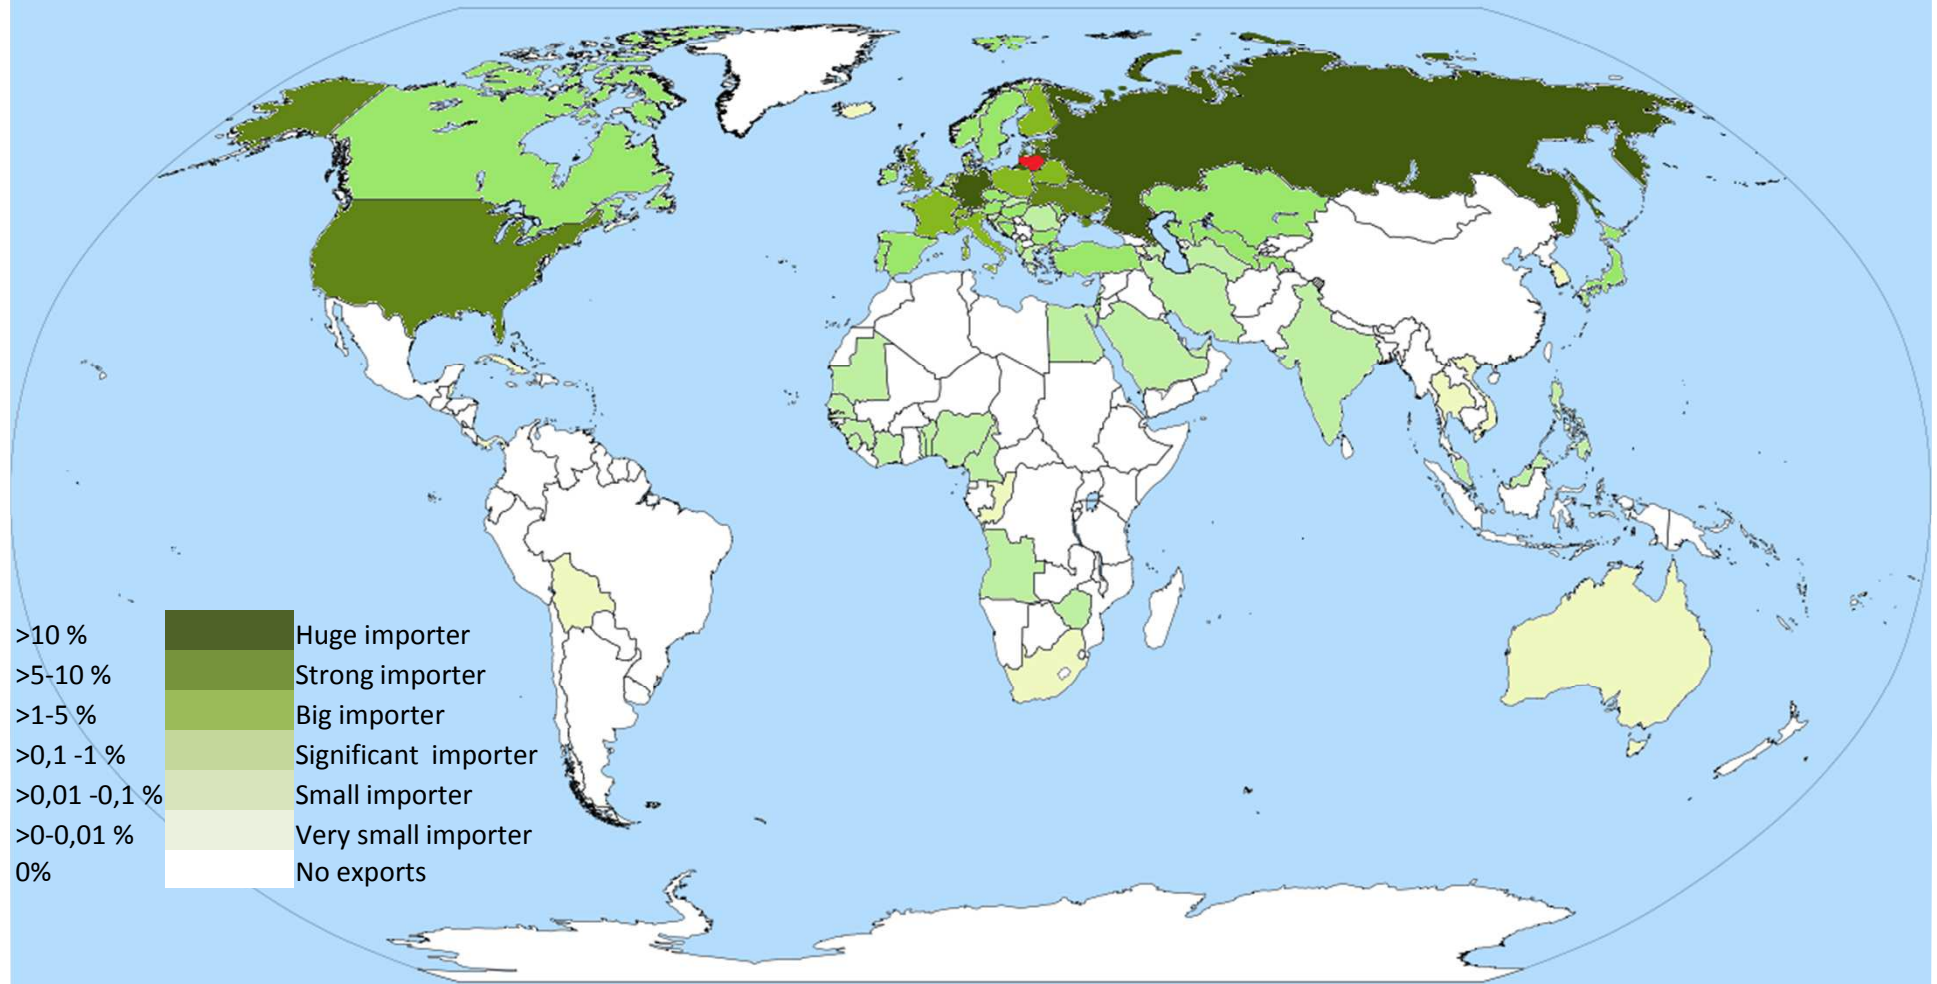 >10 % Huge importer
>5-10 % Strong importer
>1-5 % Big importer
>0,1 -1 % Significant  importer
>0,01 -0,1 % Small importer
>0-0,01 % Very small importer
0% No exports